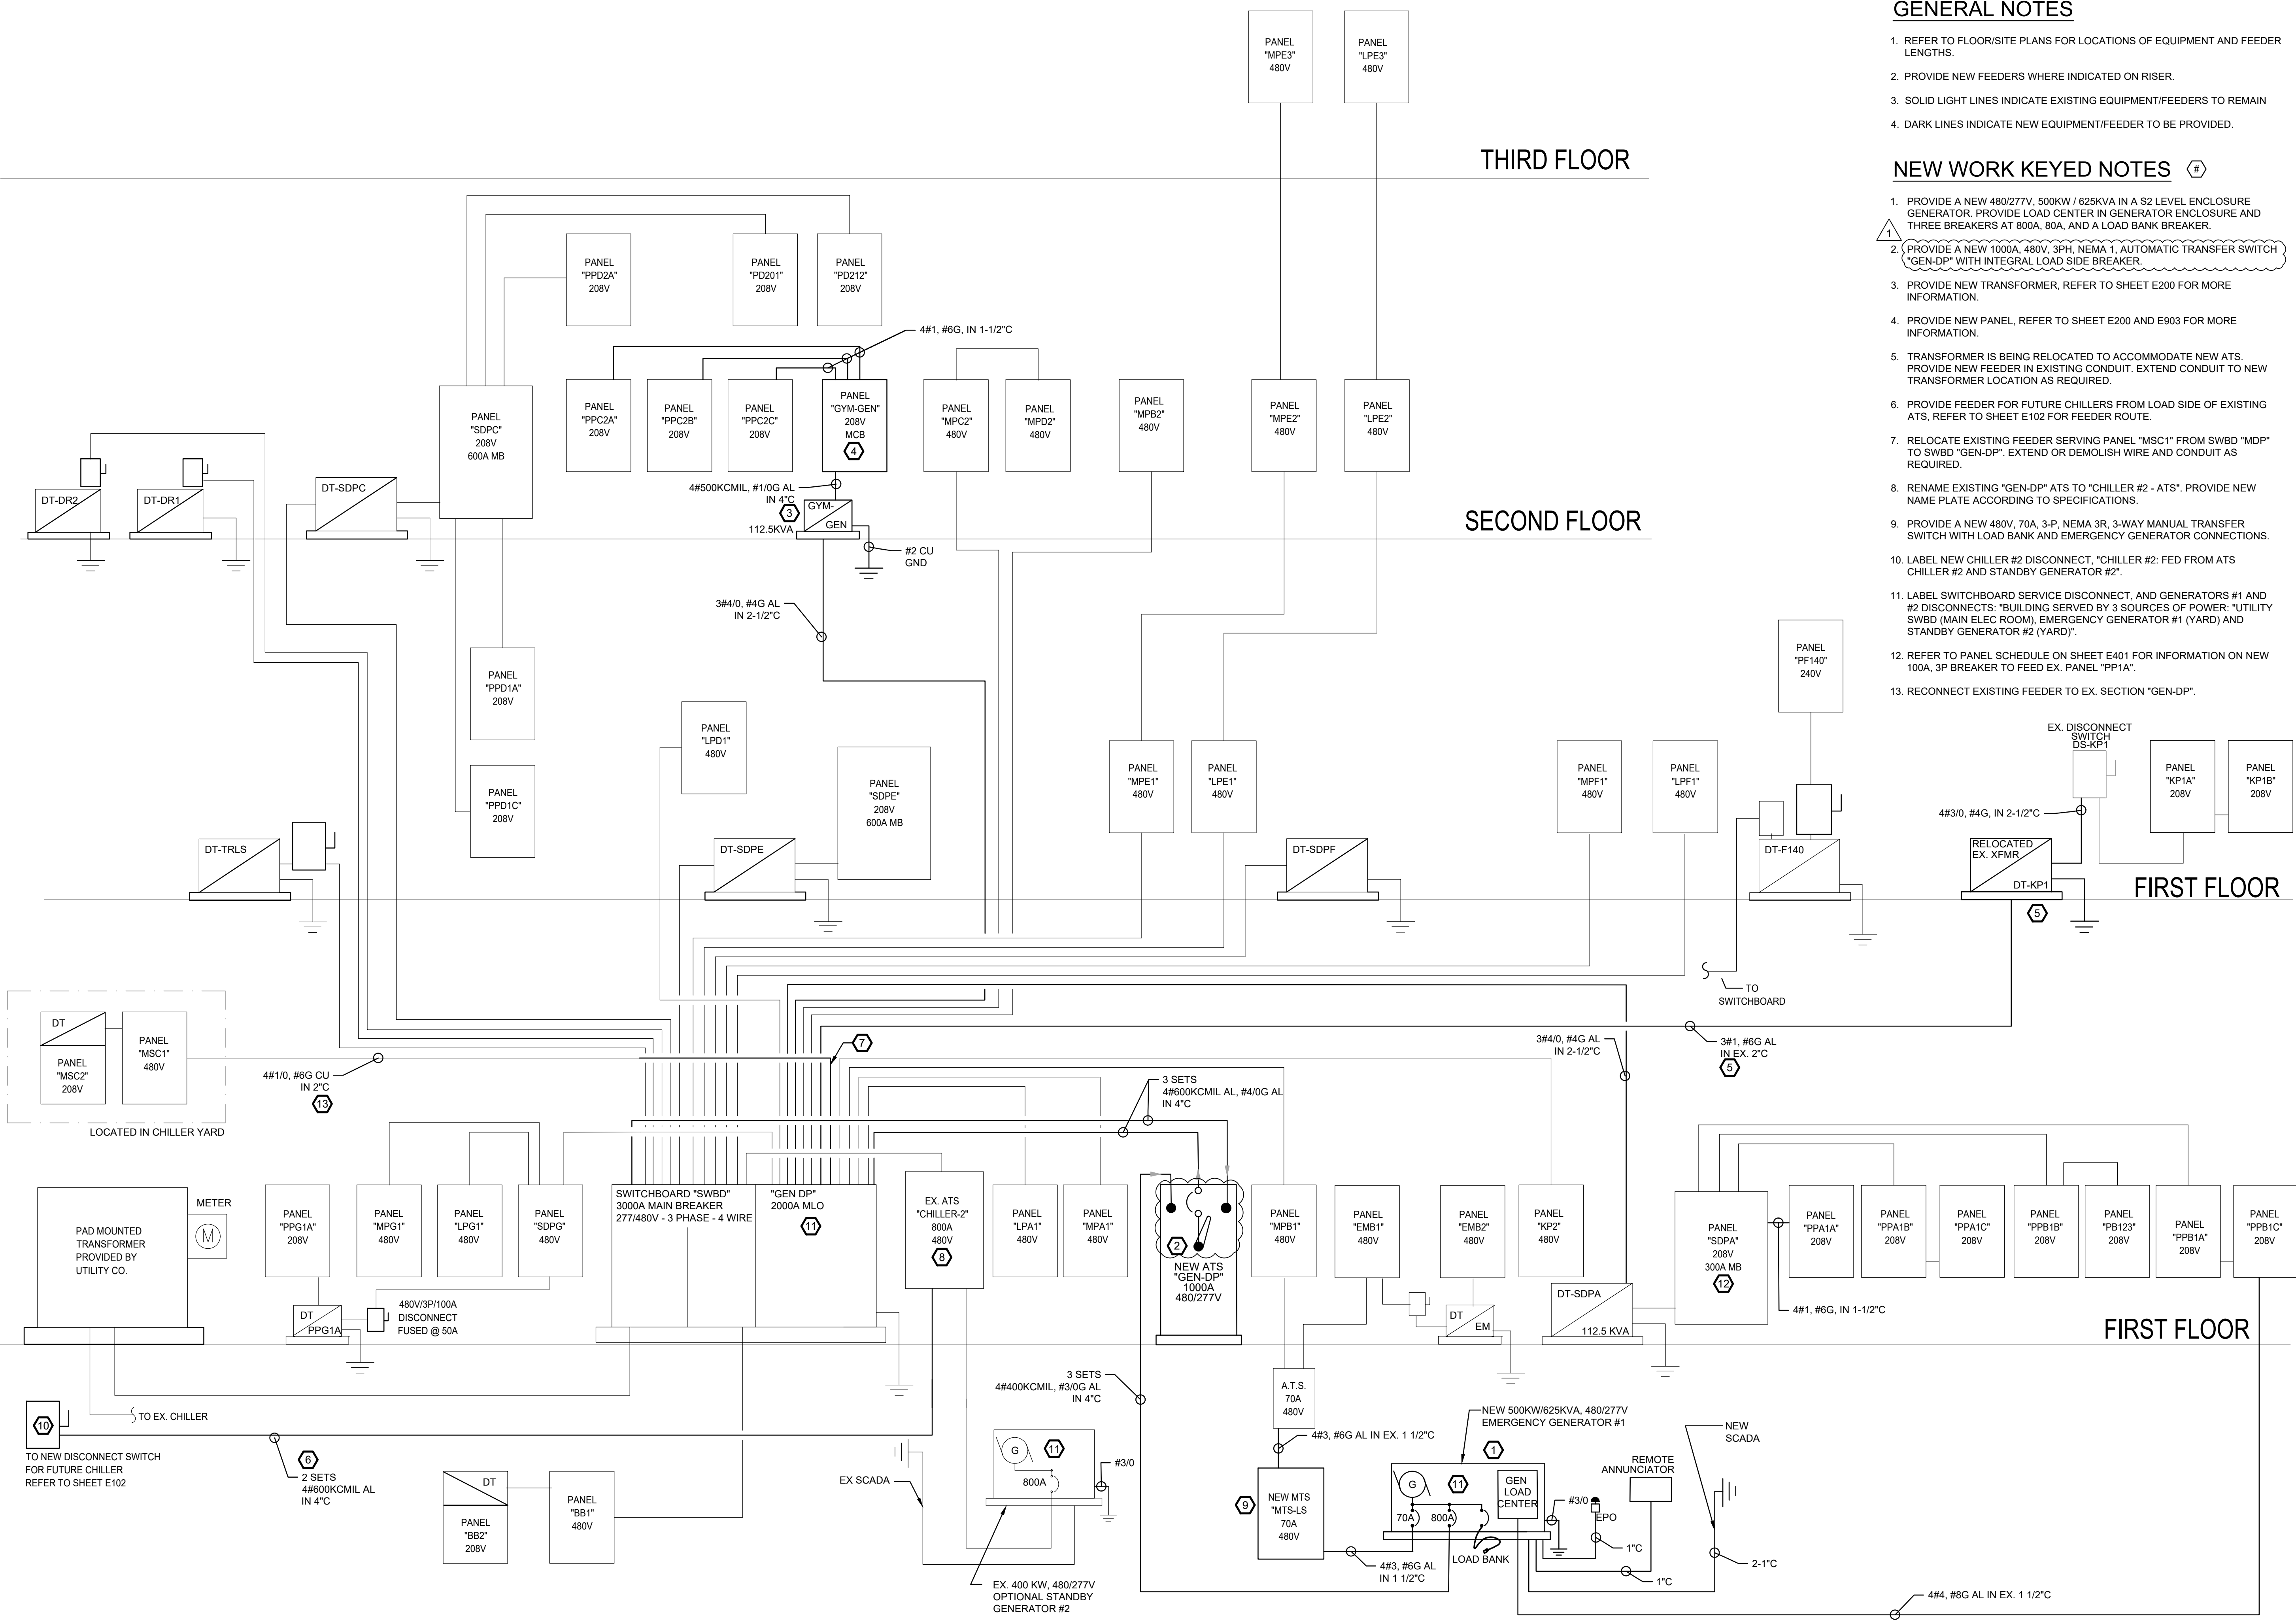 GENERAL NOTES
1. REFER TO FLOOR/SITE PLANS FOR LOCATIONS OF EQUIPMENT AND FEEDER
LENGTHS.
2. PROVIDE NEW FEEDERS WHERE INDICATED ON RISER.
3. SOLID LIGHT LINES INDICATE EXISTING EQUIPMENT/FEEDERS TO REMAIN
4. DARK LINES INDICATE NEW EQUIPMENT/FEEDER TO BE PROVIDED.
NEW WORK KEYED NOTES #
1. PROVIDE A NEW 480/277V, 500KW / 625KVA IN A S2 LEVEL ENCLOSURE
GENERATOR. PROVIDE LOAD CENTER IN GENERATOR ENCLOSURE AND
THREE BREAKERS AT 800A, 80A, AND A LOAD BANK BREAKER.
1
2. PROVIDE A NEW 1000A, 480V, 3PH, NEMA 1, AUTOMATIC TRANSFER SWITCH
"GEN-DP" WITH INTEGRAL LOAD SIDE BREAKER.
3. PROVIDE NEW TRANSFORMER, REFER TO SHEET E200 FOR MORE
INFORMATION.
4. PROVIDE NEW PANEL, REFER TO SHEET E200 AND E903 FOR MORE
INFORMATION.
5. TRANSFORMER IS BEING RELOCATED TO ACCOMMODATE NEW ATS.
PROVIDE NEW FEEDER IN EXISTING CONDUIT. EXTEND CONDUIT TO NEW
TRANSFORMER LOCATION AS REQUIRED.
6. PROVIDE FEEDER FOR FUTURE CHILLERS FROM LOAD SIDE OF EXISTING
ATS, REFER TO SHEET E102 FOR FEEDER ROUTE.
7. RELOCATE EXISTING FEEDER SERVING PANEL "MSC1" FROM SWBD "MDP"
TO SWBD "GEN-DP". EXTEND OR DEMOLISH WIRE AND CONDUIT AS
REQUIRED.
8. RENAME EXISTING "GEN-DP" ATS TO "CHILLER #2 - ATS". PROVIDE NEW
NAME PLATE ACCORDING TO SPECIFICATIONS.
9. PROVIDE A NEW 480V, 70A, 3-P, NEMA 3R, 3-WAY MANUAL TRANSFER
SWITCH WITH LOAD BANK AND EMERGENCY GENERATOR CONNECTIONS.
10. LABEL NEW CHILLER #2 DISCONNECT, "CHILLER #2: FED FROM ATS
CHILLER #2 AND STANDBY GENERATOR #2".
11. LABEL SWITCHBOARD SERVICE DISCONNECT, AND GENERATORS #1 AND
#2 DISCONNECTS: "BUILDING SERVED BY 3 SOURCES OF POWER: "UTILITY
SWBD (MAIN ELEC ROOM), EMERGENCY GENERATOR #1 (YARD) AND
STANDBY GENERATOR #2 (YARD)".
12. REFER TO PANEL SCHEDULE ON SHEET E401 FOR INFORMATION ON NEW
100A, 3P BREAKER TO FEED EX. PANEL "PP1A".
13. RECONNECT EXISTING FEEDER TO EX. SECTION "GEN-DP".
PANEL
"MPE3"
480V
PANEL
"LPE3"
480V
THIRD FLOOR
PANEL
"PPD2A"
208V
PANEL
"PD201"
208V
PANEL
"PD212"
208V
4#1, #6G, IN 1-1/2"C
PANEL
"SDPC"
208V
600A MB
PANEL
"PPC2A"
208V
PANEL
"PPC2B"
208V
PANEL
"PPC2C"
208V
PANEL
"GYM-GEN"
208V
MCB
4
PANEL
"MPC2"
480V
PANEL
"MPD2"
480V
PANEL
"MPB2"
480V
PANEL
"MPE2"
480V
PANEL
"LPE2"
480V
DT-DR2
DT-DR1
DT-SDPC
4#500KCMIL, #1/0G AL
IN 4"C
3
GYM-
GEN
112.5KVA
#2 CU
GND
SECOND FLOOR
3#4/0, #4G AL
IN 2-1/2"C
PANEL
"PPD1A"
208V
PANEL
"PPD1C"
208V
PANEL
"LPD1"
480V
PANEL
"SDPE"
208V
600A MB
PANEL
"MPE1"
480V
PANEL
"LPE1"
480V
PANEL
"MPF1"
480V
PANEL
"LPF1"
480V
PANEL
"PF140"
240V
EX. DISCONNECT
SWITCH
DS-KP1
PANEL
"KP1A"
208V
PANEL
"KP1B"
208V
4#3/0, #4G, IN 2-1/2"C
DT-TRLS
DT-SDPE
DT-SDPF
DT-F140
RELOCATED
EX. XFMR
DT-KP1
5
FIRST FLOOR
TO
SWITCHBOARD
DT
PANEL
"MSC2"
208V
PANEL
"MSC1"
480V
LOCATED IN CHILLER YARD
4#1/0, #6G CU
IN 2"C
13
7
3 SETS
4#600KCMIL AL, #4/0G AL
IN 4"C
3#4/0, #4G AL
IN 2-1/2"C
3#1, #6G AL
IN EX. 2"C
5
PAD MOUNTED
TRANSFORMER
PROVIDED BY
UTILITY CO.
METER
M
PANEL
"PPG1A"
208V
PANEL
"MPG1"
480V
PANEL
"LPG1"
480V
PANEL
"SDPG"
480V
DT
PPG1A
480V/3P/100A
DISCONNECT
FUSED @ 50A
SWITCHBOARD "SWBD"
3000A MAIN BREAKER
277/480V - 3 PHASE - 4 WIRE
"GEN DP"
2000A MLO
11
EX. ATS
"CHILLER-2"
800A
480V
8
PANEL
"LPA1"
480V
PANEL
"MPA1"
480V
2
NEW ATS
"GEN-DP"
1000A
480/277V
PANEL
"MPB1"
480V
PANEL
"EMB1"
480V
PANEL
"EMB2"
480V
PANEL
"KP2"
480V
DT
EM
DT-SDPA
112.5 KVA
PANEL
"SDPA"
208V
300A MB
12
PANEL
"PPA1A"
208V
PANEL
"PPA1B"
208V
PANEL
"PPA1C"
208V
PANEL
"PPB1B"
208V
PANEL
"PB123"
208V
PANEL
"PPB1A"
208V
PANEL
"PPB1C"
208V
4#1, #6G, IN 1-1/2"C
FIRST FLOOR
10
TO EX. CHILLER
TO NEW DISCONNECT SWITCH
FOR FUTURE CHILLER
REFER TO SHEET E102
6
2 SETS
4#600KCMIL AL
IN 4"C
DT
PANEL
"BB2"
208V
PANEL
"BB1"
480V
EX SCADA
G
11
800A
#3/0
EX. 400 KW, 480/277V
OPTIONAL STANDBY
GENERATOR #2
3 SETS
4#400KCMIL, #3/0G AL
IN 4"C
A.T.S.
70A
480V
4#3, #6G AL IN EX. 1 1/2"C
9
NEW MTS
"MTS-LS
70A
480V
4#3, #6G AL
IN 1 1/2"C
NEW 500KW/625KVA, 480/277V
EMERGENCY GENERATOR #1
1
G
11
70A
800A
GEN
LOAD
CENTER
LOAD BANK
#3/0
EPO
1"C
REMOTE
ANNUNCIATOR
1"C
NEW
SCADA
2-1"C
4#4, #8G AL IN EX. 1 1/2"C